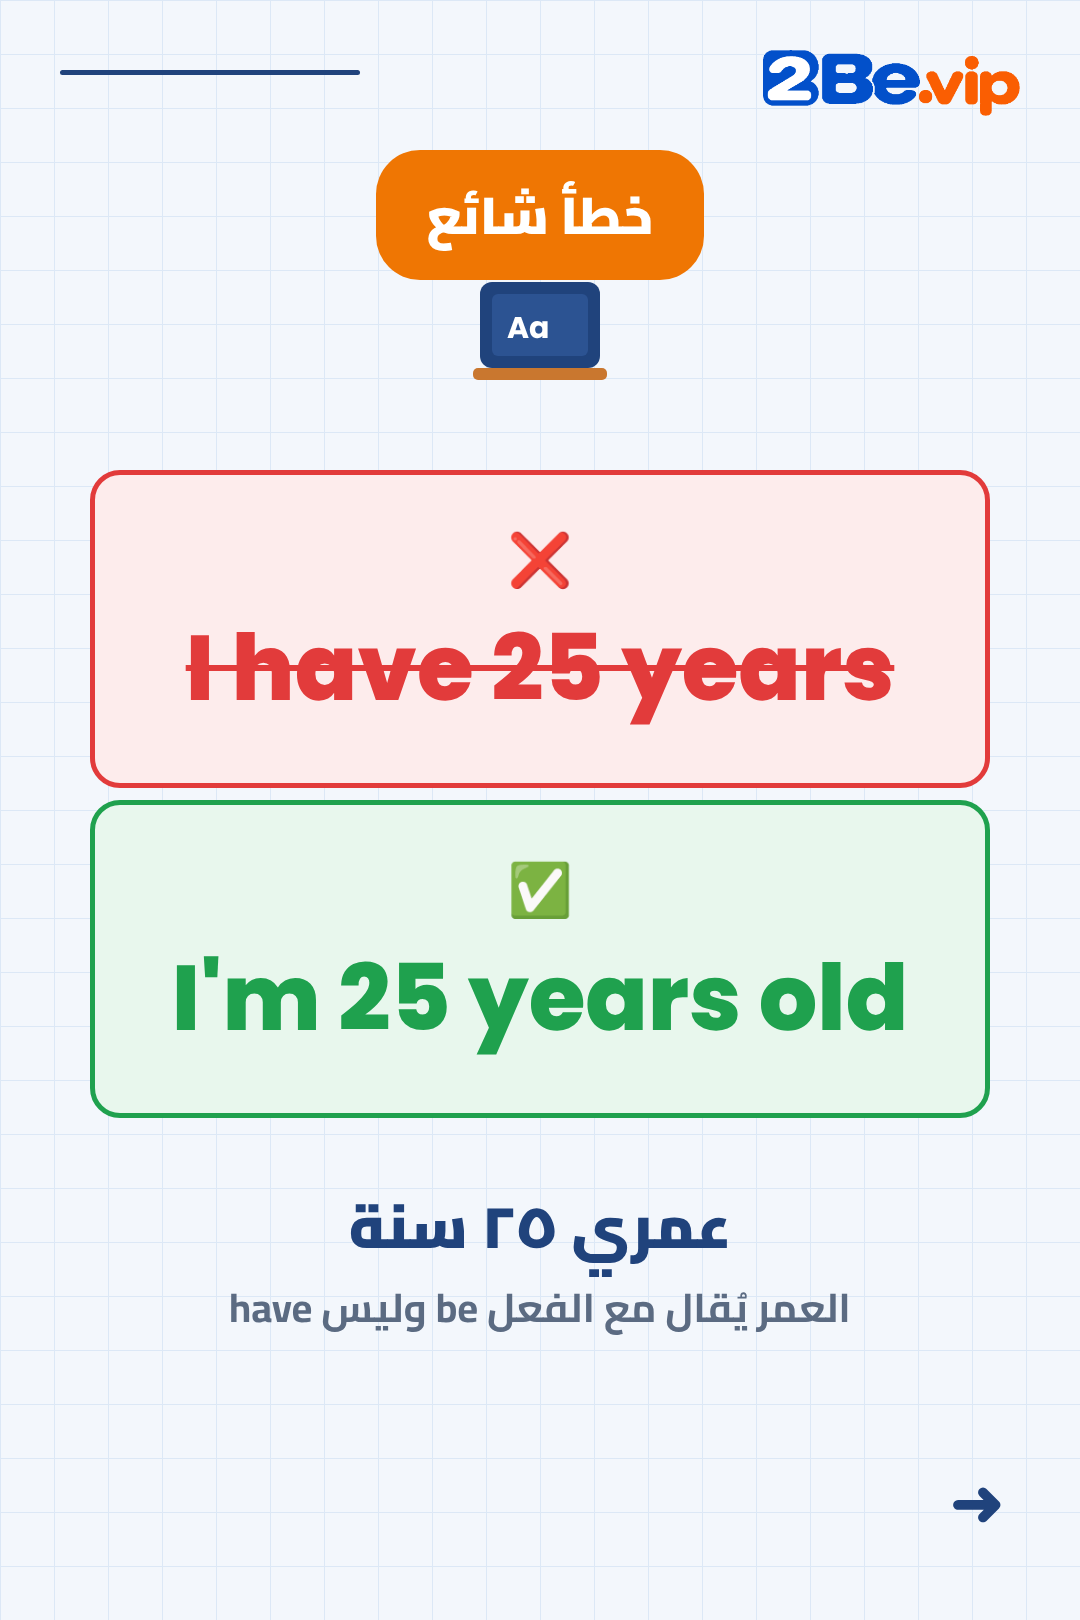 2Be.vip
خطأ شائع
Aa
❌
I have 25 years
✅
I'm 25 years old
عمري ٢٥ سنة
العمر يُقال مع الفعل be وليس have
➜